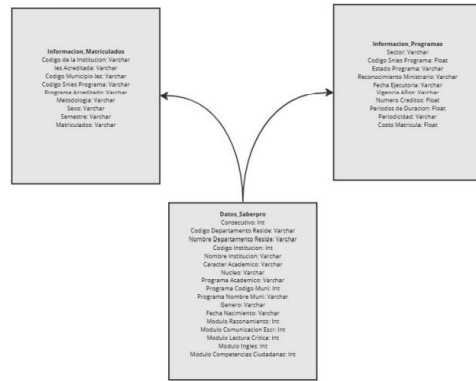 Informacion_Matriculados
Codigo de la Institucion: Varchar
Ies Acreditada: Varchar
Codigo Municipio Ies: Varchar
Codigo Snies Programa: Varchar
Programa Acreditado: Varchar
Metodologia: Varchar
Sexo: Varchar
Semestre: Varchar
Matriculados: Varchar
Informacion_Programas
Sector: Varchar
Codigo Snies Programa: Float
Estado Programa: Varchar
Reconocimiento Ministrario: Varchar
Fecha Ejecutoria: Varchar
Vigencia Años: Varchar
Numero Creditos: Float
Periodos de Duracion: Float
Periodicidad: Varchar
Costo Matricula: Float
Datos_Saberpro
Consecutivo: Int
Codigo Departamento Reside: Varchar
Nombre Departamento Reside: Varchar
Codigo Institucion: Int
Nombre Institucion: Varchar
Caracter Academico: Varchar
Nucleo: Varchar
Programa Academico: Varchar
Programa Codigo Muni: Int
Programa Nombre Muni: Varchar
Genero: Varchar
Fecha Nacimiento: Varchar
Modulo Razonamiento: Int
Modulo Comunicacion Escr: Int
Modulo Lectura Critica: Int
Modulo Ingles: Int
Modulo Competencias Ciudadanas: Int